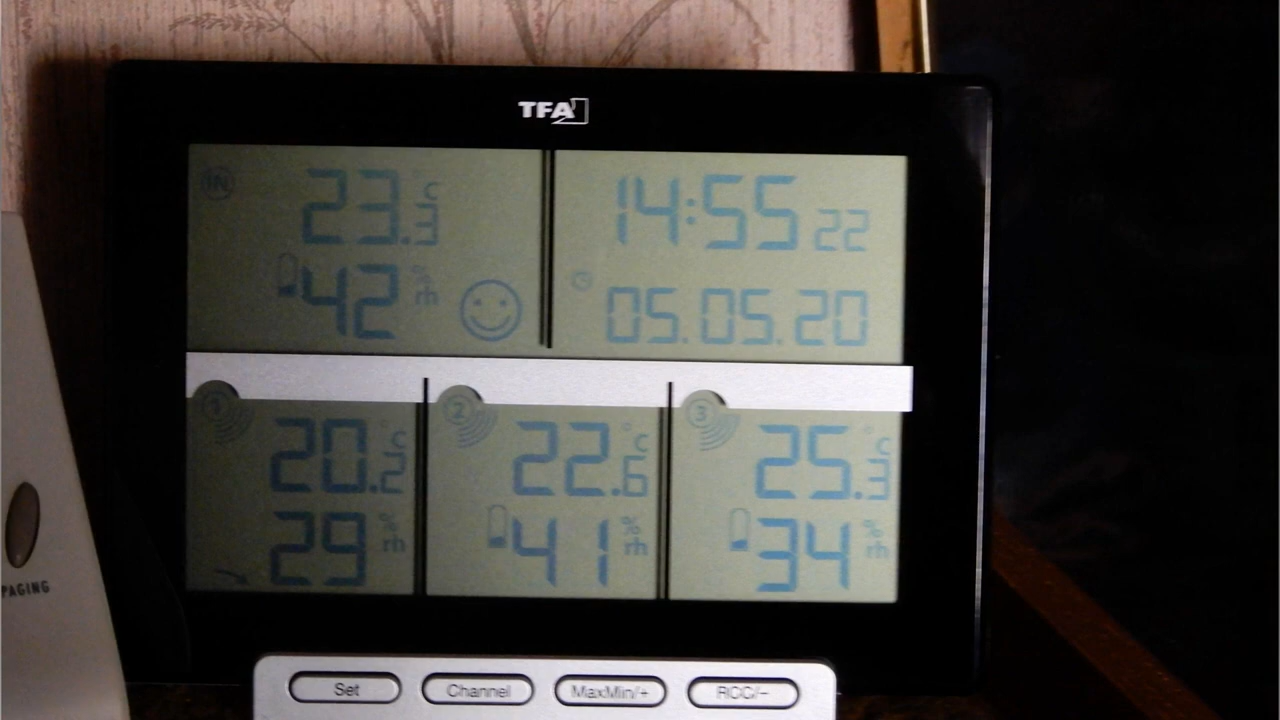 TFA
IN
23.3 °C
42 % rh
14:55 22
05.05.20
1
20.2 °C
29 % rh
2
22.6 °C
41 % rh
3
25.3 °C
34 % rh
PAGING
Set
Channel
MaxMin/+
RCC/−